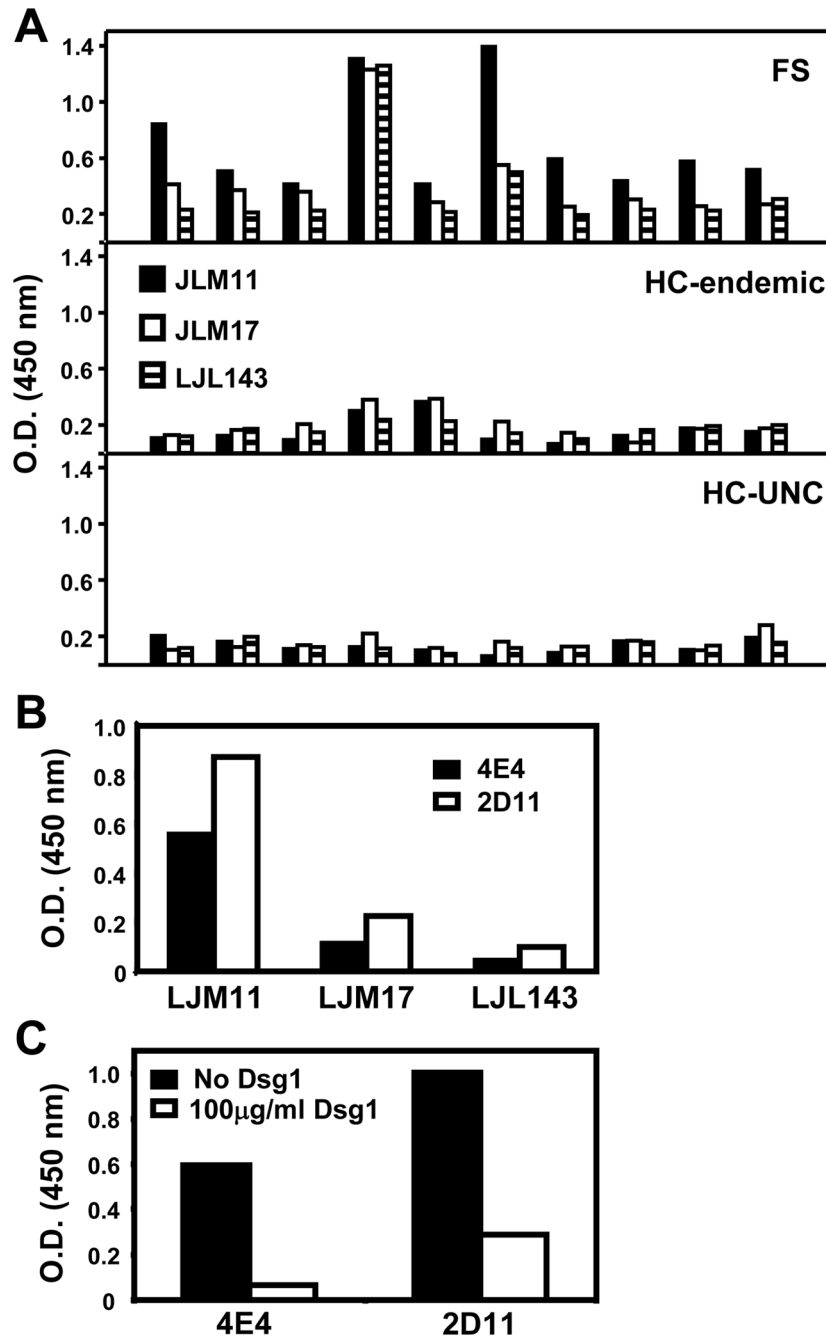 A
FS
1.4
1.0
0.6
0.2
HC-endemic
1.4
1.0
0.6
0.2
JLM11
JLM17
LJL143
O.D. (450 nm)
HC-UNC
1.4
1.0
0.6
0.2
B
1.0
0.8
0.6
0.4
0.2
0
O.D. (450 nm)
4E4
2D11
LJM11 LJM17 LJL143
C
1.0
0.8
0.6
0.4
0.2
0
O.D. (450 nm)
No Dsg1
100μg/ml Dsg1
4E4 2D11